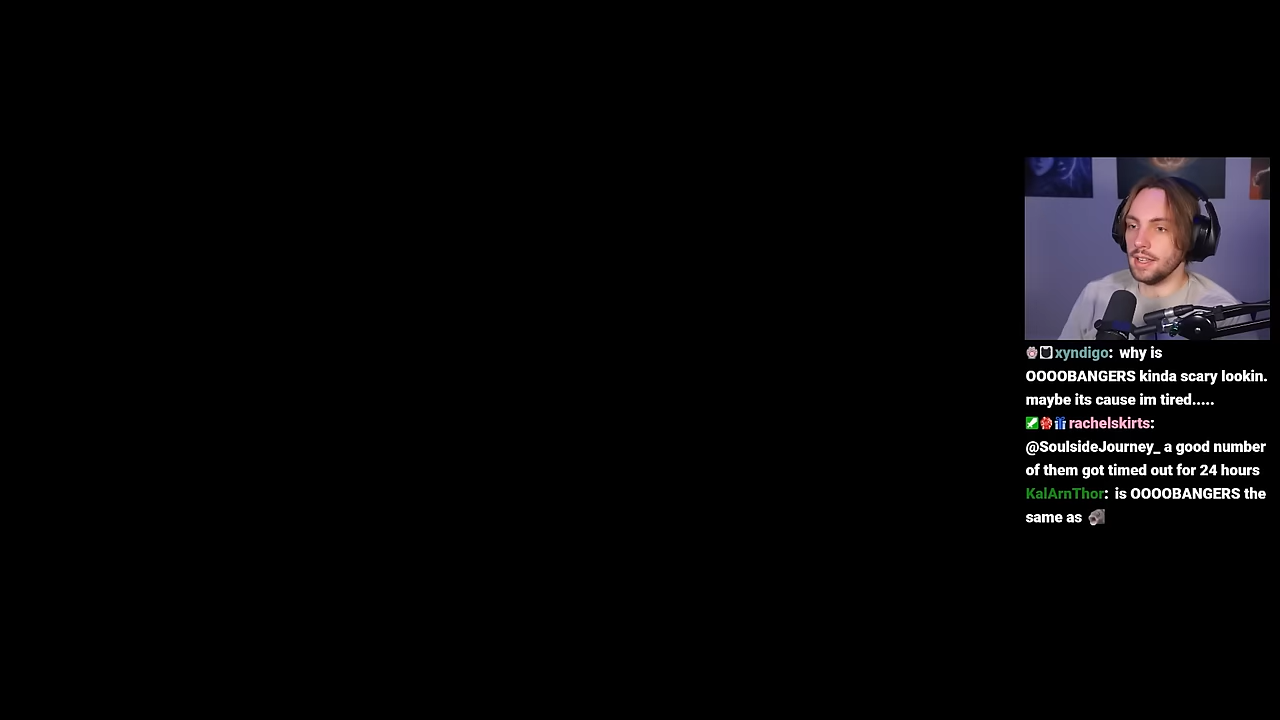 xyndigo: why is
OOOOBANGERS kinda scary lookin.
maybe its cause im tired.....
rachelskirts:
@SoulsideJourney_ a good number
of them got timed out for 24 hours
KalArnThor: is OOOOBANGERS the
same as